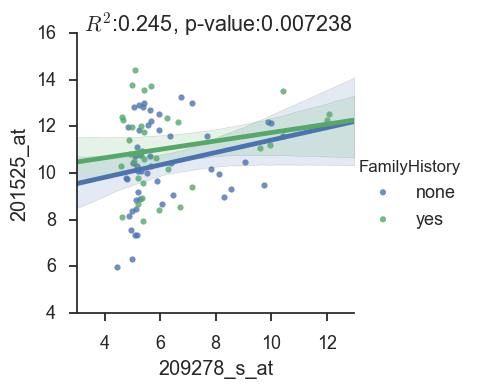 R²:0.245, p-value:0.007238
16
14
12
10
8
6
4
201525_at
4 6 8 10 12
209278_s_at
FamilyHistory
none
yes